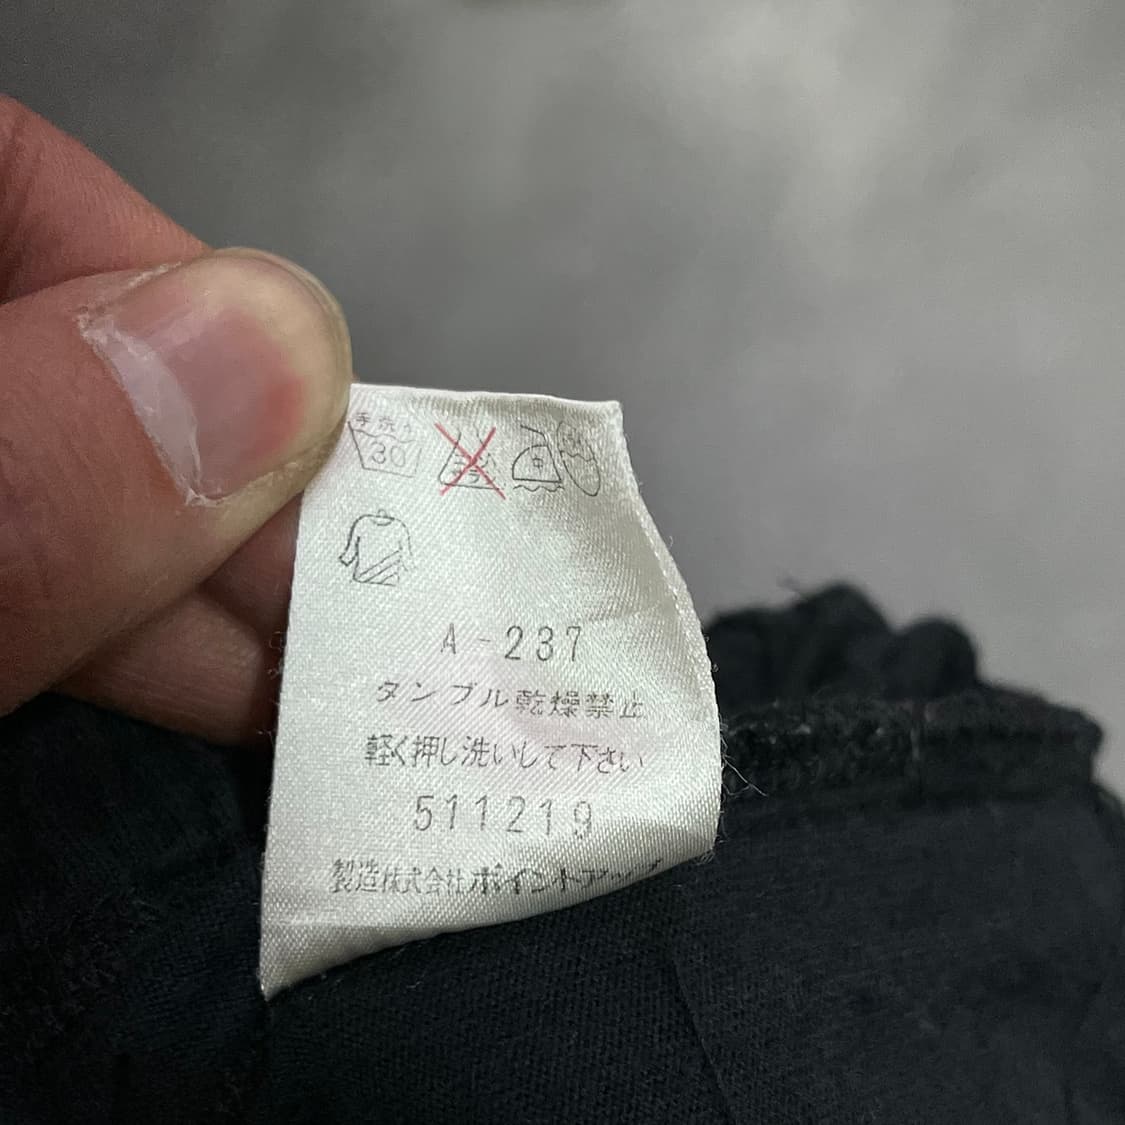 手洗イ
30
A-237
タンブル乾燥禁止
軽く押し洗いして下さい
511219
製造株式会社ポイントアップ